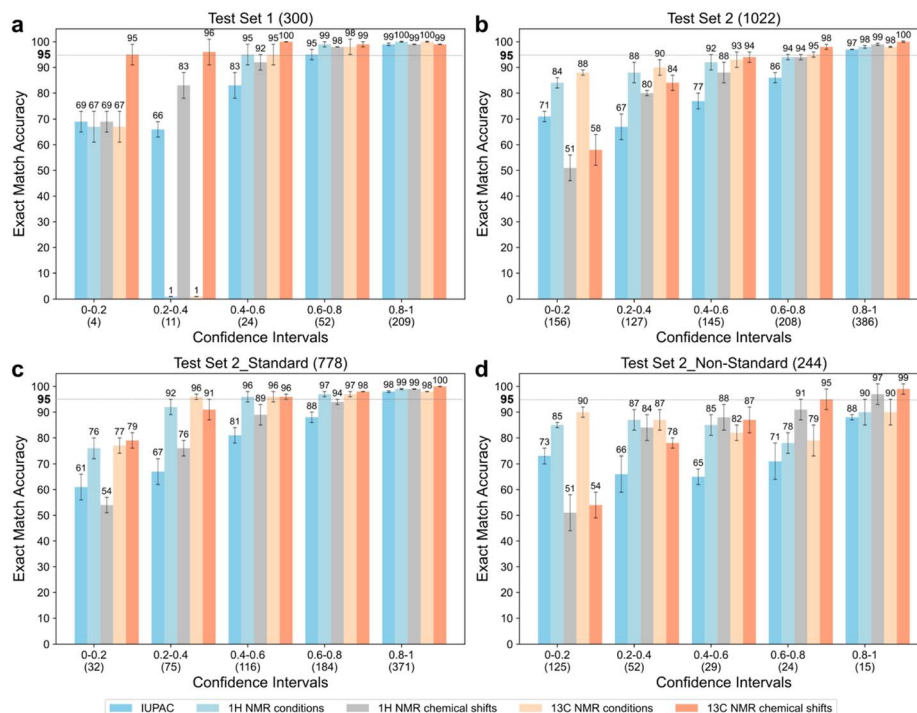 a
Test Set 1 (300)
Exact Match Accuracy
100
95
90
80
70
60
50
40
30
20
10
0
69 67 69 67 95
66 1 83 1 96
83 95 92 95 100
95 99 98 98 99
99 100 99 100 99
0-0.2 0.2-0.4 0.4-0.6 0.6-0.8 0.8-1
(4) (11) (24) (52) (209)
Confidence Intervals
b
Test Set 2 (1022)
Exact Match Accuracy
100
95
90
80
70
60
50
40
30
20
10
0
71 84 51 88 58
67 88 80 90 84
77 92 88 93 94
86 94 94 95 98
97 98 99 98 100
0-0.2 0.2-0.4 0.4-0.6 0.6-0.8 0.8-1
(156) (127) (145) (208) (386)
Confidence Intervals
c
Test Set 2_Standard (778)
Exact Match Accuracy
100
95
90
80
70
60
50
40
30
20
10
0
61 76 54 77 79
67 92 76 96 91
81 96 89 96 96
88 97 94 97 98
98 99 99 98 100
0-0.2 0.2-0.4 0.4-0.6 0.6-0.8 0.8-1
(32) (75) (116) (184) (371)
Confidence Intervals
d
Test Set 2_Non-Standard (244)
Exact Match Accuracy
100
95
90
80
70
60
50
40
30
20
10
0
73 85 51 90 54
66 87 84 87 78
65 85 88 82 87
71 78 91 79 95
88 90 97 90 99
0-0.2 0.2-0.4 0.4-0.6 0.6-0.8 0.8-1
(125) (52) (29) (24) (15)
Confidence Intervals
IUPAC 1H NMR conditions 1H NMR chemical shifts 13C NMR conditions 13C NMR chemical shifts